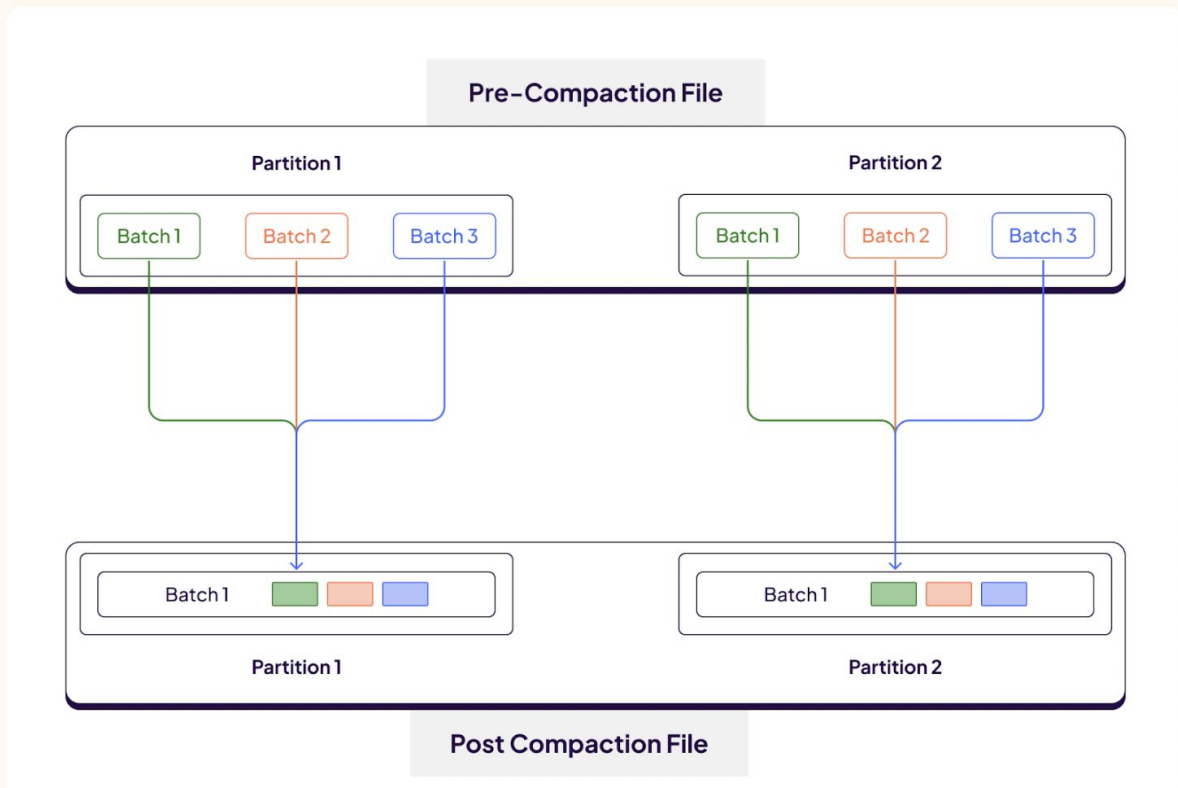 Pre-Compaction File
Partition 1
Partition 2
Batch 1
Batch 2
Batch 3
Batch 1
Batch 2
Batch 3
Batch 1
Batch 1
Partition 1
Partition 2
Post Compaction File